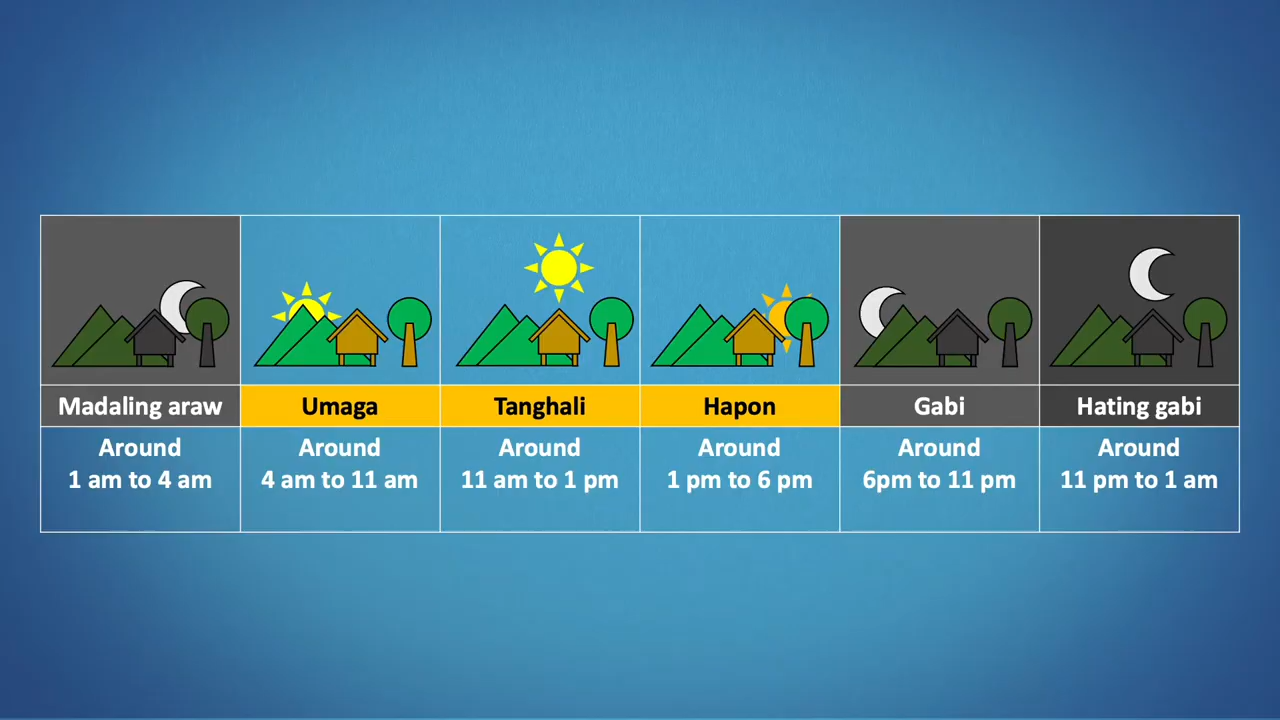 Madaling araw
Umaga
Tanghali
Hapon
Gabi
Hating gabi
Around
1 am to 4 am
Around
4 am to 11 am
Around
11 am to 1 pm
Around
1 pm to 6 pm
Around
6pm to 11 pm
Around
11 pm to 1 am